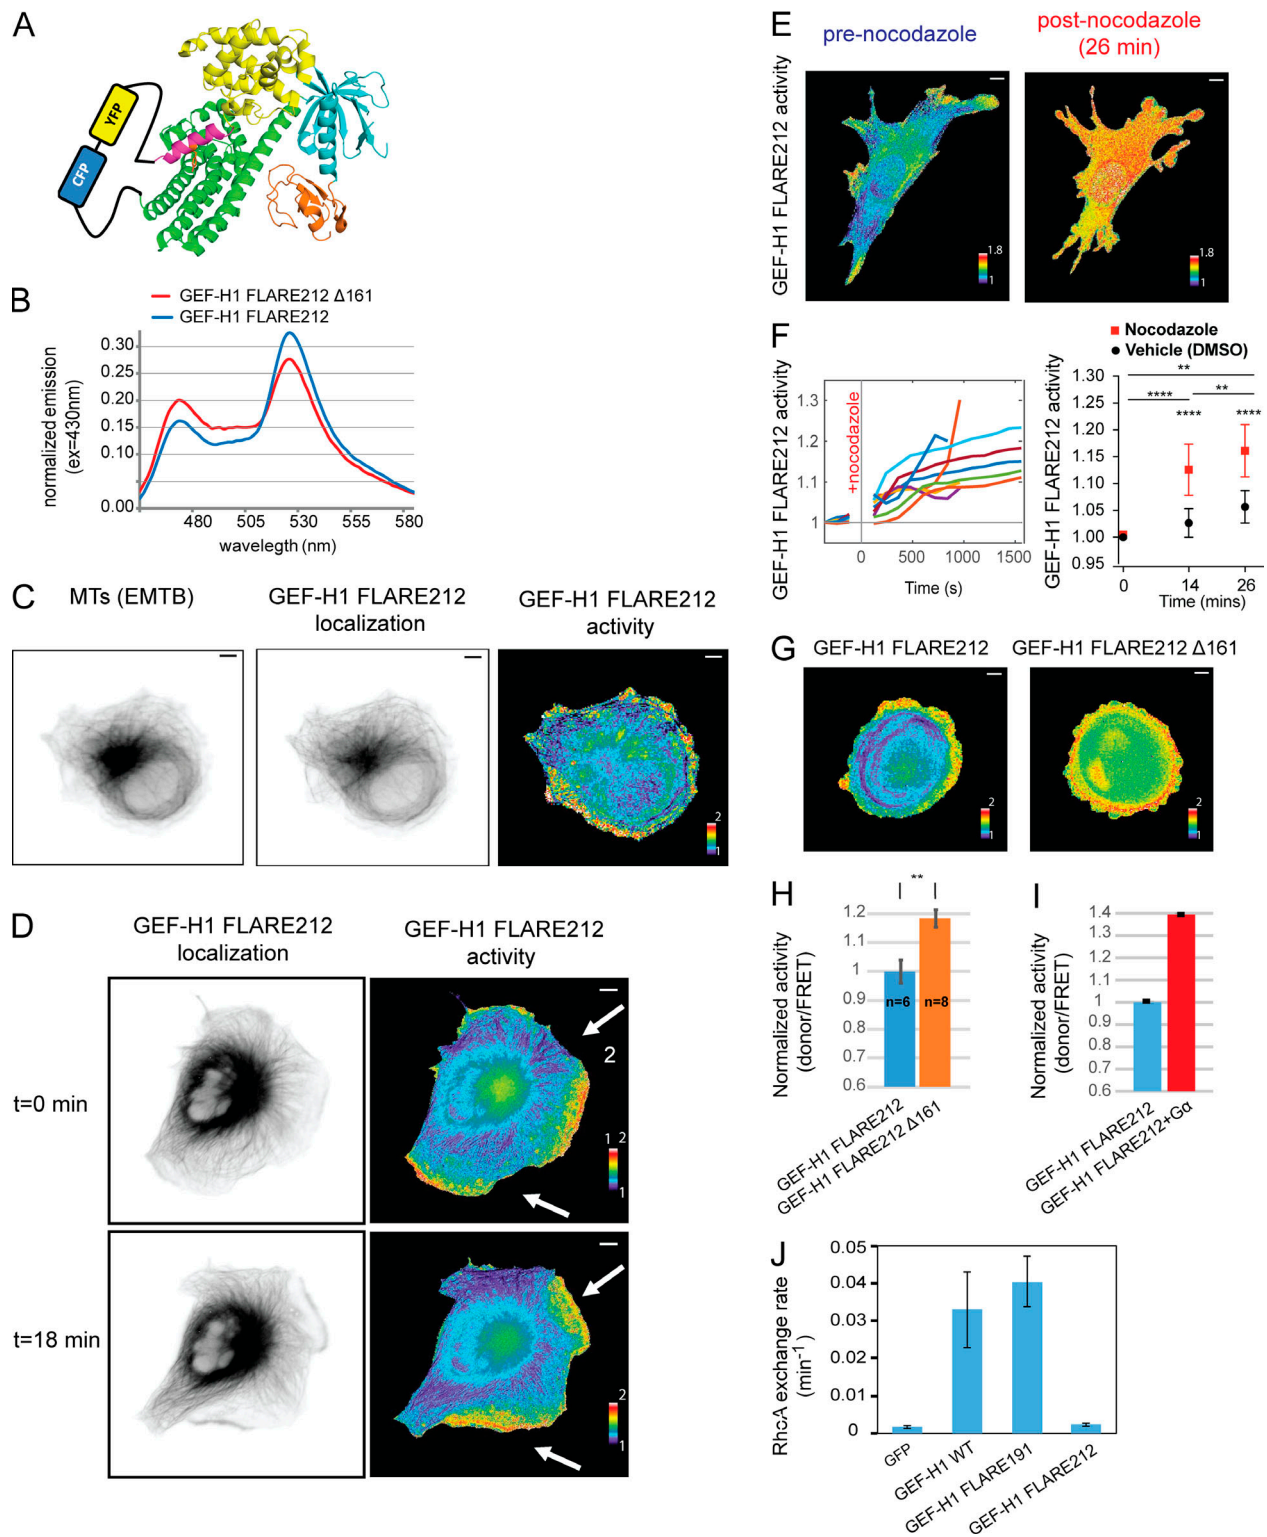 A
YFP
CFP
B
GEF-H1 FLARE212 Δ161
GEF-H1 FLARE212
normalized emission
(ex=430nm)
0.30
0.25
0.20
0.15
0.10
0.00
480
505
530
555
580
wavelegth (nm)
C
MTs (EMTB)
GEF-H1 FLARE212
localization
GEF-H1 FLARE212
activity
2
1
D
GEF-H1 FLARE212
localization
GEF-H1 FLARE212
activity
t=0 min
2
1 2
1
t=18 min
2
1
E
pre-nocodazole
post-nocodazole
(26 min)
GEF-H1 FLARE212 activity
1.8
1
1.8
1
F
GEF-H1 FLARE212 activity
1.3
1.2
1.1
1
+nocodazole
0
500
1000
1500
Time (s)
Nocodazole
Vehicle (DMSO)
GEF-H1 FLARE212 activity
1.30
1.25
1.20
1.15
1.10
1.05
1.00
0.95
**
****
**
****
****
0
14
26
Time (mins)
G
GEF-H1 FLARE212
GEF-H1 FLARE212 Δ161
2
1
2
1
H
Normalized activity
(donor/FRET)
**
1.2
1.1
1
0.9
0.8
0.7
0.6
n=6
n=8
GEF-H1 FLARE212
GEF-H1 FLARE212 Δ161
I
Normalized activity
(donor/FRET)
1.4
1.3
1.2
1.1
1
0.9
0.8
0.7
0.6
GEF-H1 FLARE212
GEF-H1 FLARE212+Gα
J
RhoA exchange rate
(min⁻¹)
0.05
0.04
0.03
0.02
0.01
0
GFP
GEF-H1 WT
GEF-H1 FLARE191
GEF-H1 FLARE212